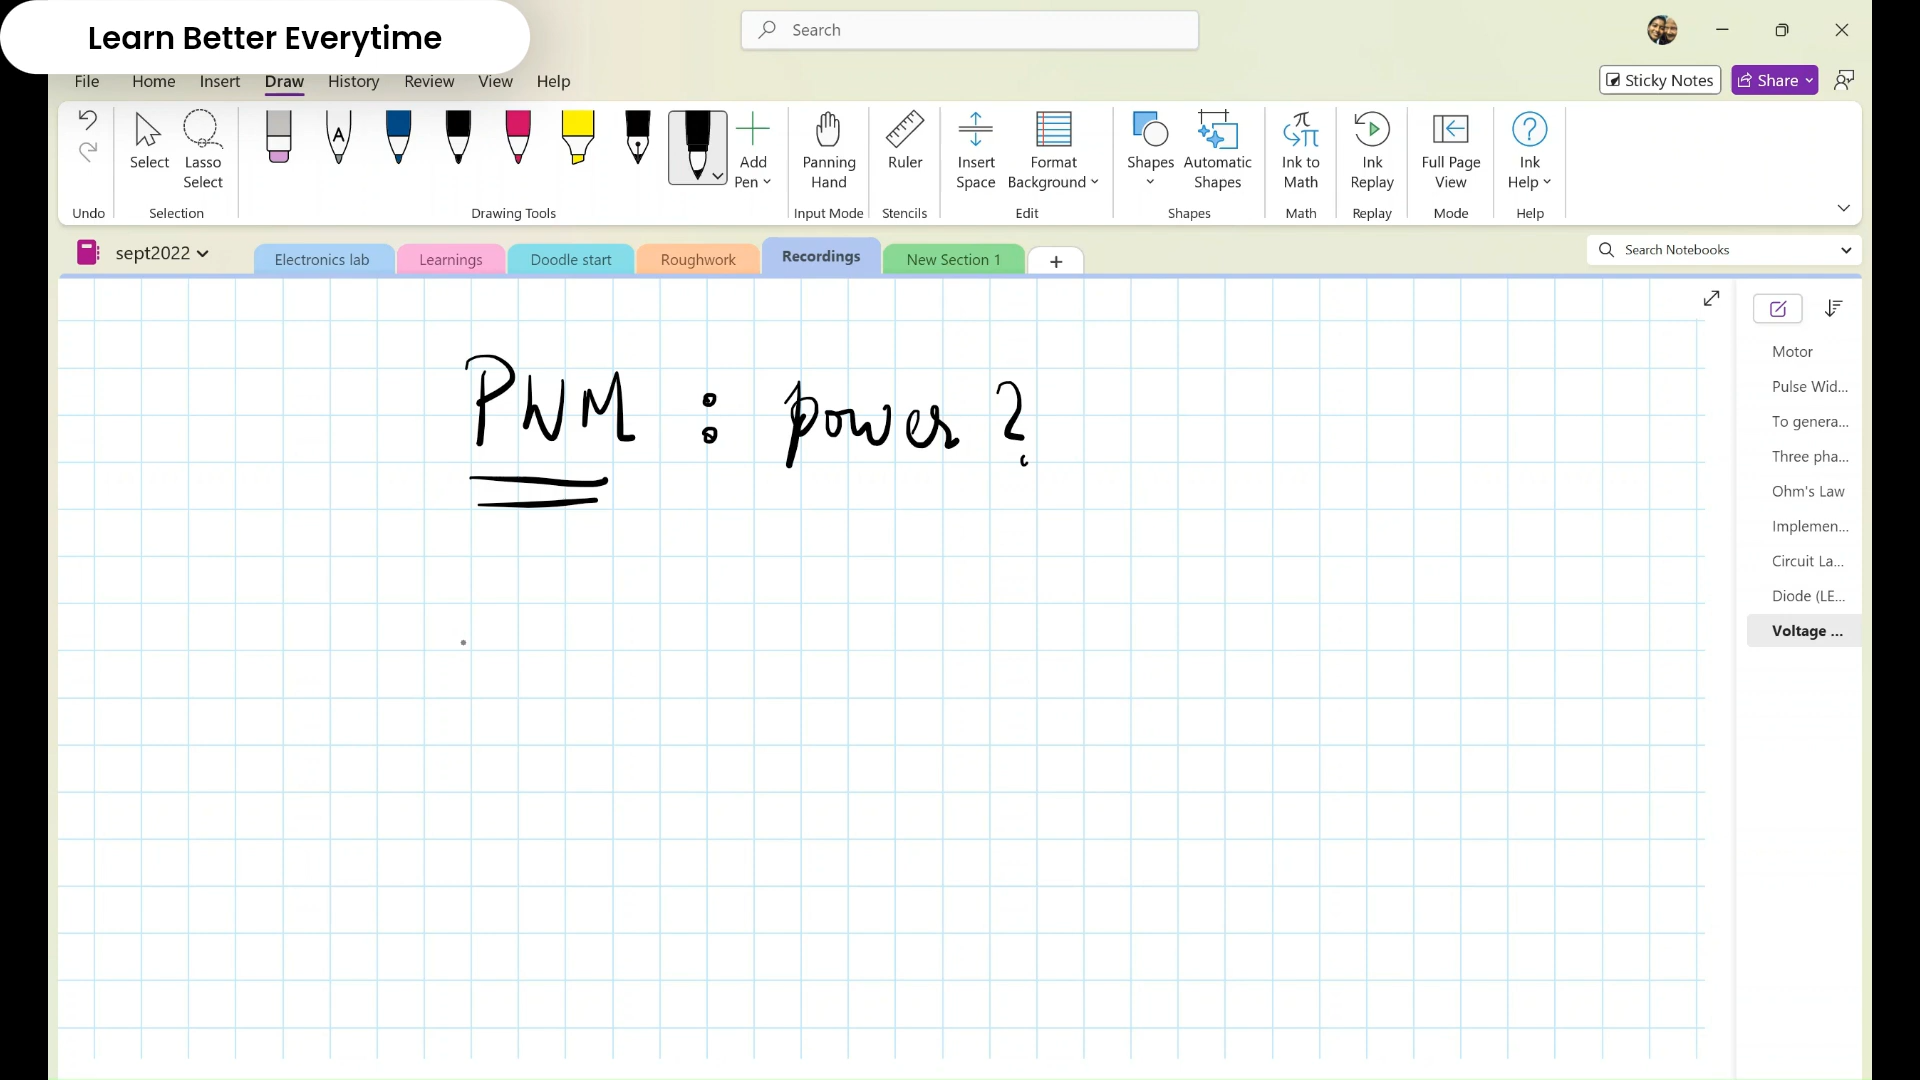 Learn Better Everytime
Search
File Home Insert Draw History Review View Help
Sticky Notes Share
A
Select Lasso Select Add Pen Panning Hand Ruler Insert Space Format Background Shapes Automatic Shapes Ink to Math Ink Replay Full Page View Ink Help
Undo Selection Drawing Tools Input Mode Stencils Edit Shapes Math Replay Mode Help
sept2022 Electronics lab Learnings Doodle start Roughwork Recordings New Section 1 + Search Notebooks
PWM : power ?
Motor
Pulse Wid...
To genera...
Three pha...
Ohm's Law
Implemen...
Circuit La...
Diode (LE...
Voltage ...